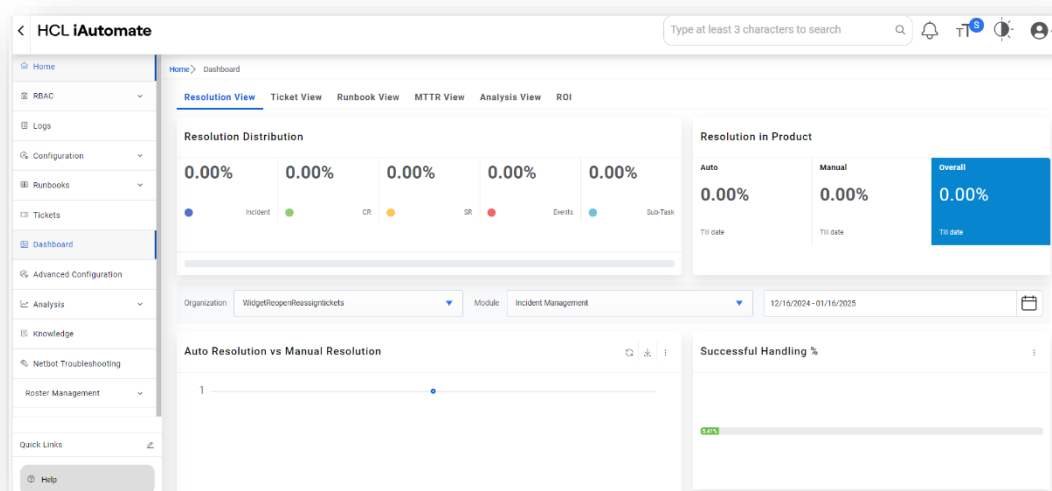 HCL iAutomate
Type at least 3 characters to search
TT S
Home
RBAC
Logs
Configuration
Runbooks
Tickets
Dashboard
Advanced Configuration
Analysis
Knowledge
Netbot Troubleshooting
Roster Management
Quick Links
Help
Home > Dashboard
Resolution View Ticket View Runbook View MTTR View Analysis View ROI
Resolution Distribution
0.00% 0.00% 0.00% 0.00% 0.00%
Incident CR SR Events Sub-Task
Resolution in Product
Auto Manual Overall
0.00% 0.00% 0.00%
Till date Till date Till date
Organization WidgetReopenReassigntickets Module Incident Management 12/16/2024 - 01/16/2025
Auto Resolution vs Manual Resolution
1
Successful Handling %
5.41%